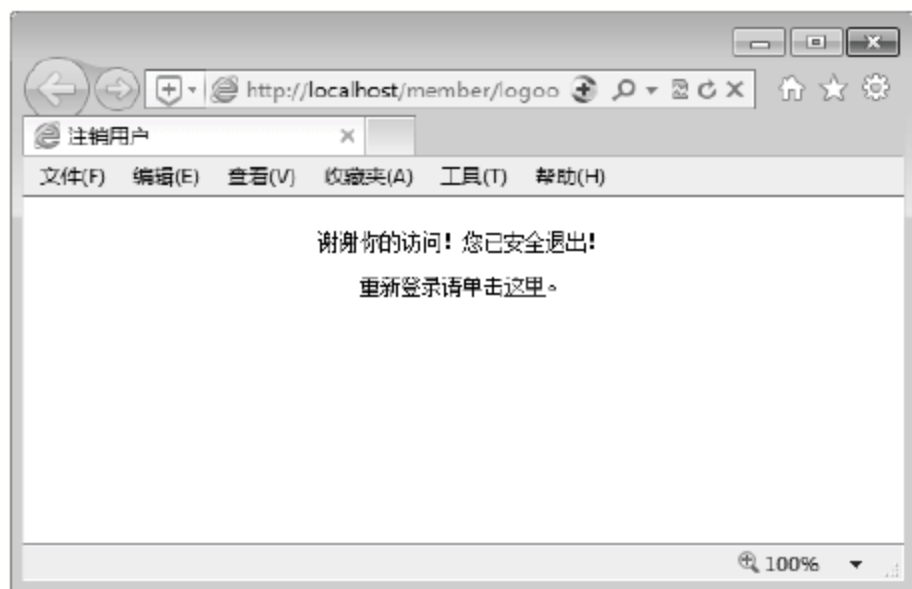 http://localhost/member/logoo
注销用户
文件(F) 编辑(E) 查看(V) 收藏夹(A) 工具(T) 帮助(H)
谢谢你的访问！您已安全退出！
重新登录请单击这里。
100%